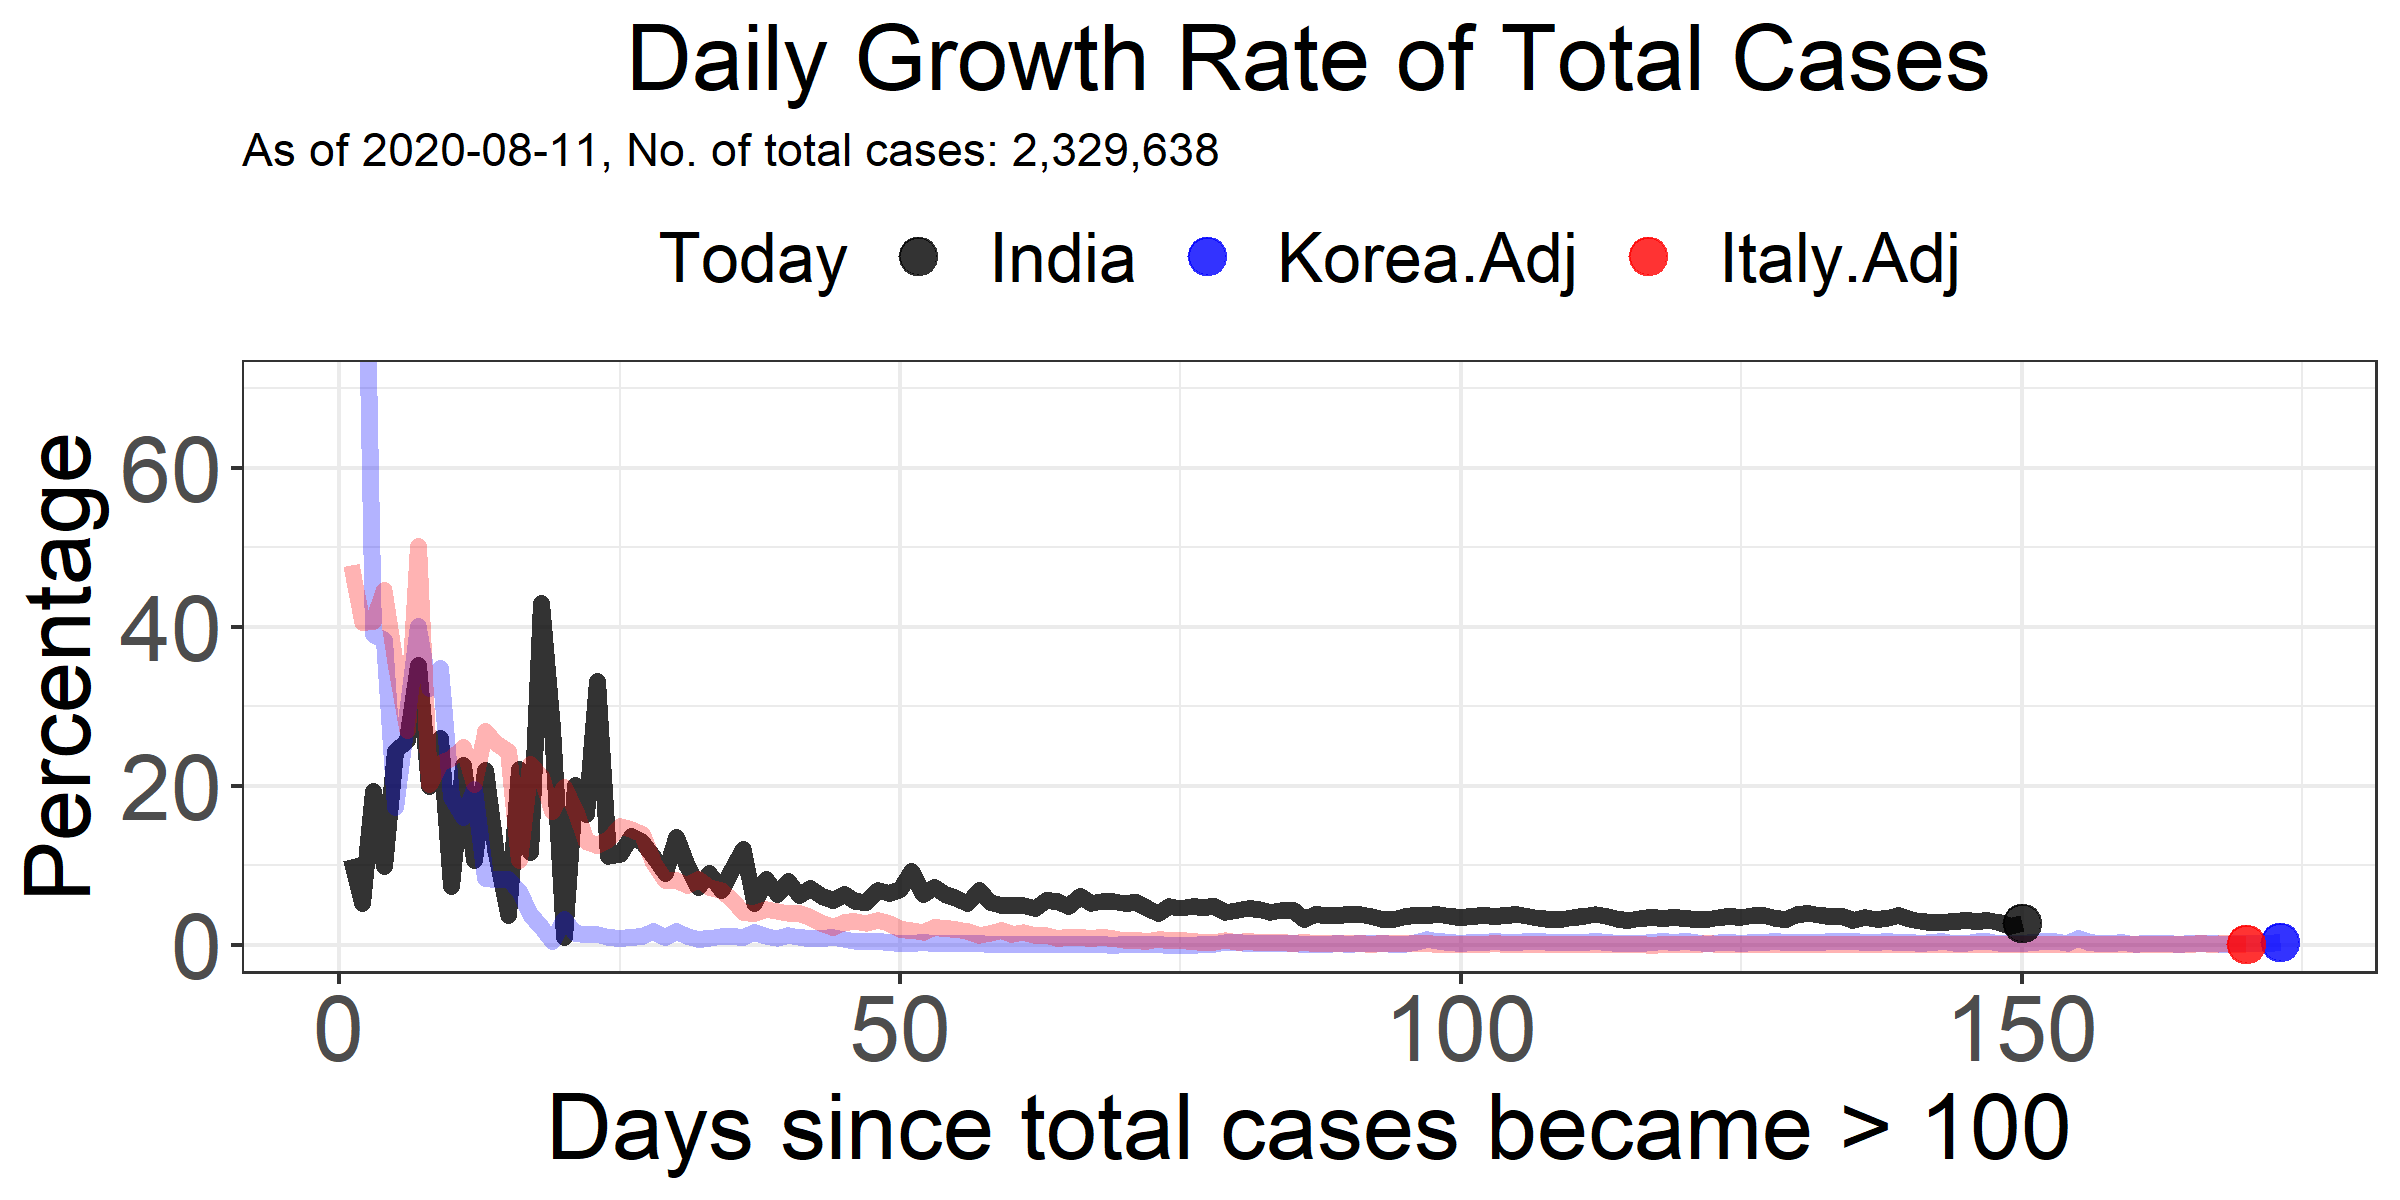 Daily Growth Rate of Total Cases
As of 2020-08-11, No. of total cases: 2,329,638
Today India Korea.Adj Italy.Adj
Percentage
60
40
20
0
0 50 100 150
Days since total cases became > 100